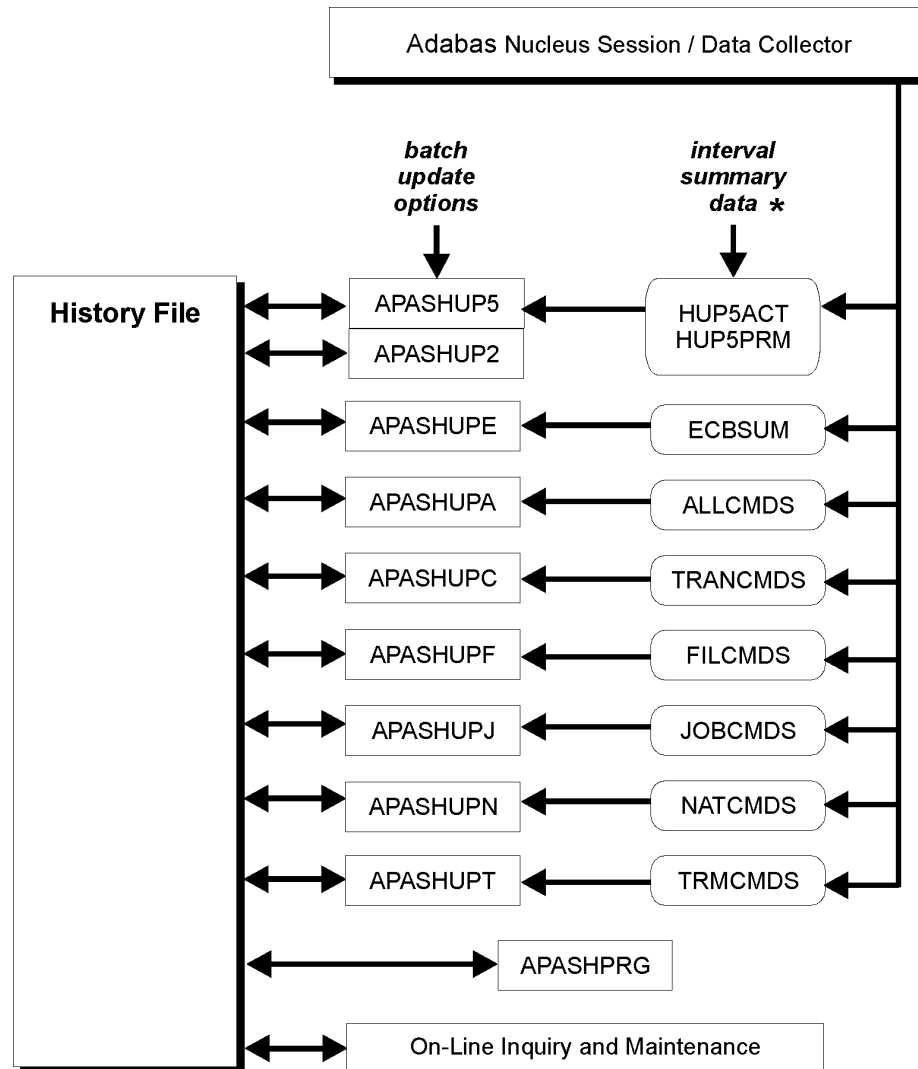 Adabas Nucleus Session / Data Collector
batch
update
options
interval
summary
data *
History File
APASHUP5
HUP5ACT
HUP5PRM
APASHUP2
APASHUPE
ECBSUM
APASHUPA
ALLCMDS
APASHUPC
TRANCMDS
APASHUPF
FILCMDS
APASHUPJ
JOBCMDS
APASHUPN
NATCMDS
APASHUPT
TRMCMDS
APASHPRG
On-Line Inquiry and Maintenance